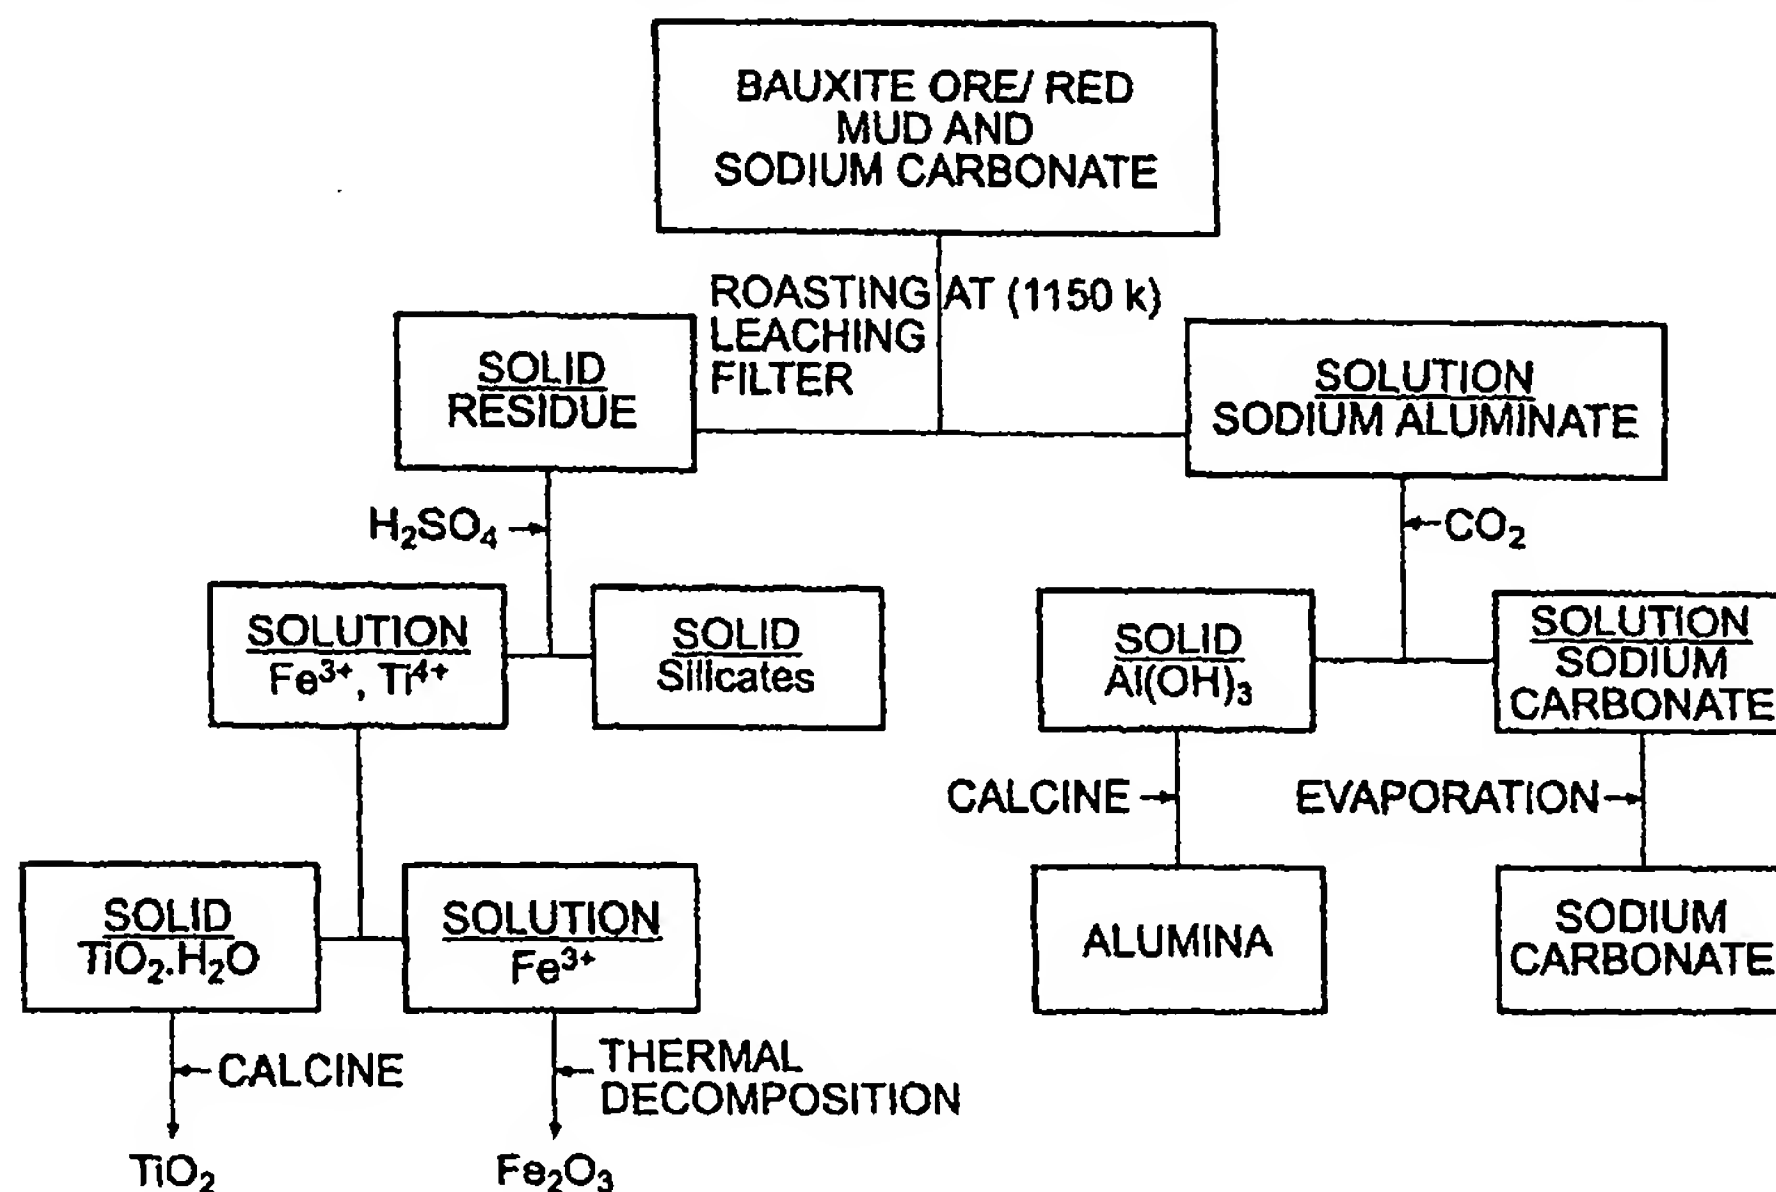 BAUXITE ORE/ RED
MUD AND
SODIUM CARBONATE
ROASTING AT (1150 k)
LEACHING
FILTER
SOLID
RESIDUE
SOLUTION
SODIUM ALUMINATE
H₂SO₄
CO₂
SOLUTION
Fe³⁺, Ti⁴⁺
SOLID
Silicates
SOLID
Al(OH)₃
SOLUTION
SODIUM
CARBONATE
CALCINE
EVAPORATION
SOLID
TiO₂.H₂O
SOLUTION
Fe³⁺
ALUMINA
SODIUM
CARBONATE
CALCINE
THERMAL
DECOMPOSITION
TiO₂
Fe₂O₃